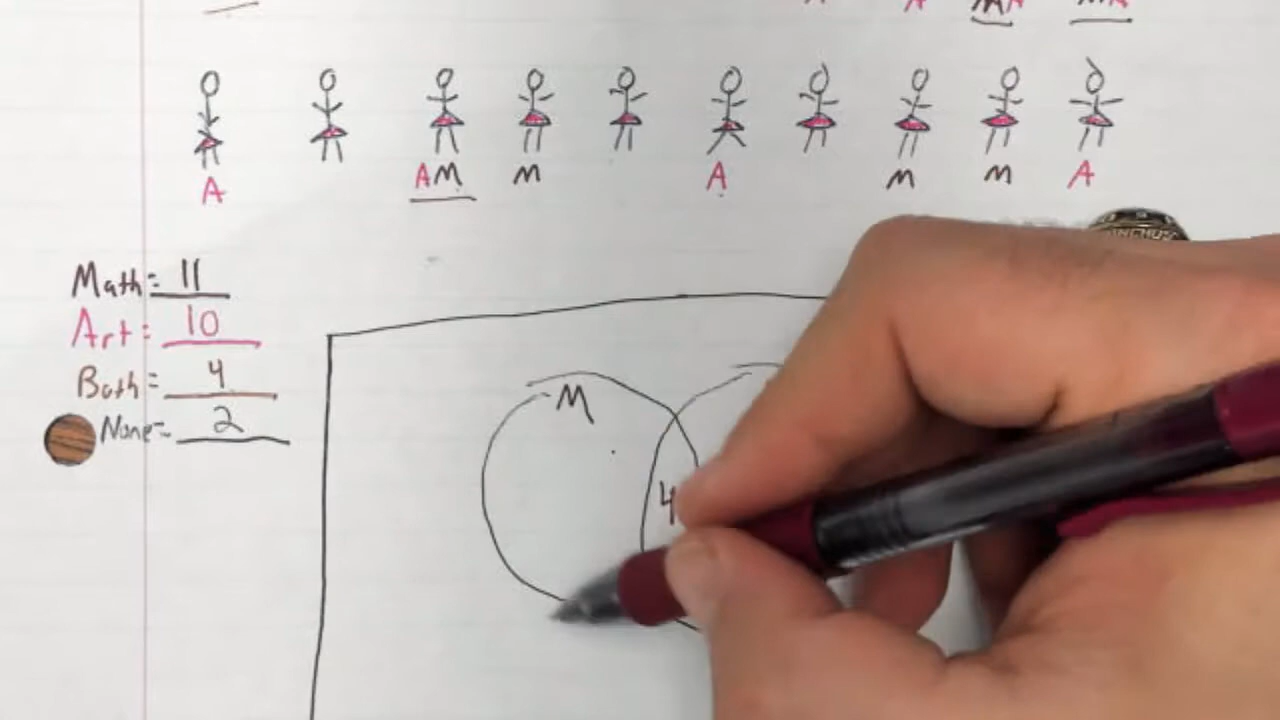 A AM M A M M A
Math = 11
Art = 10
Both = 4
None = 2
M
4